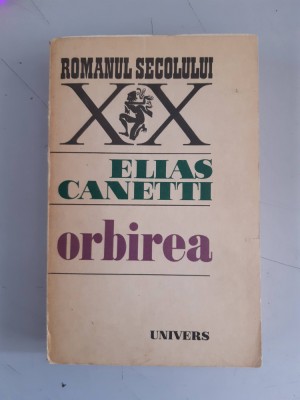 ROMANUL SECOLULUI
XX
ELIAS
CANETTI
orbirea
UNIVERS